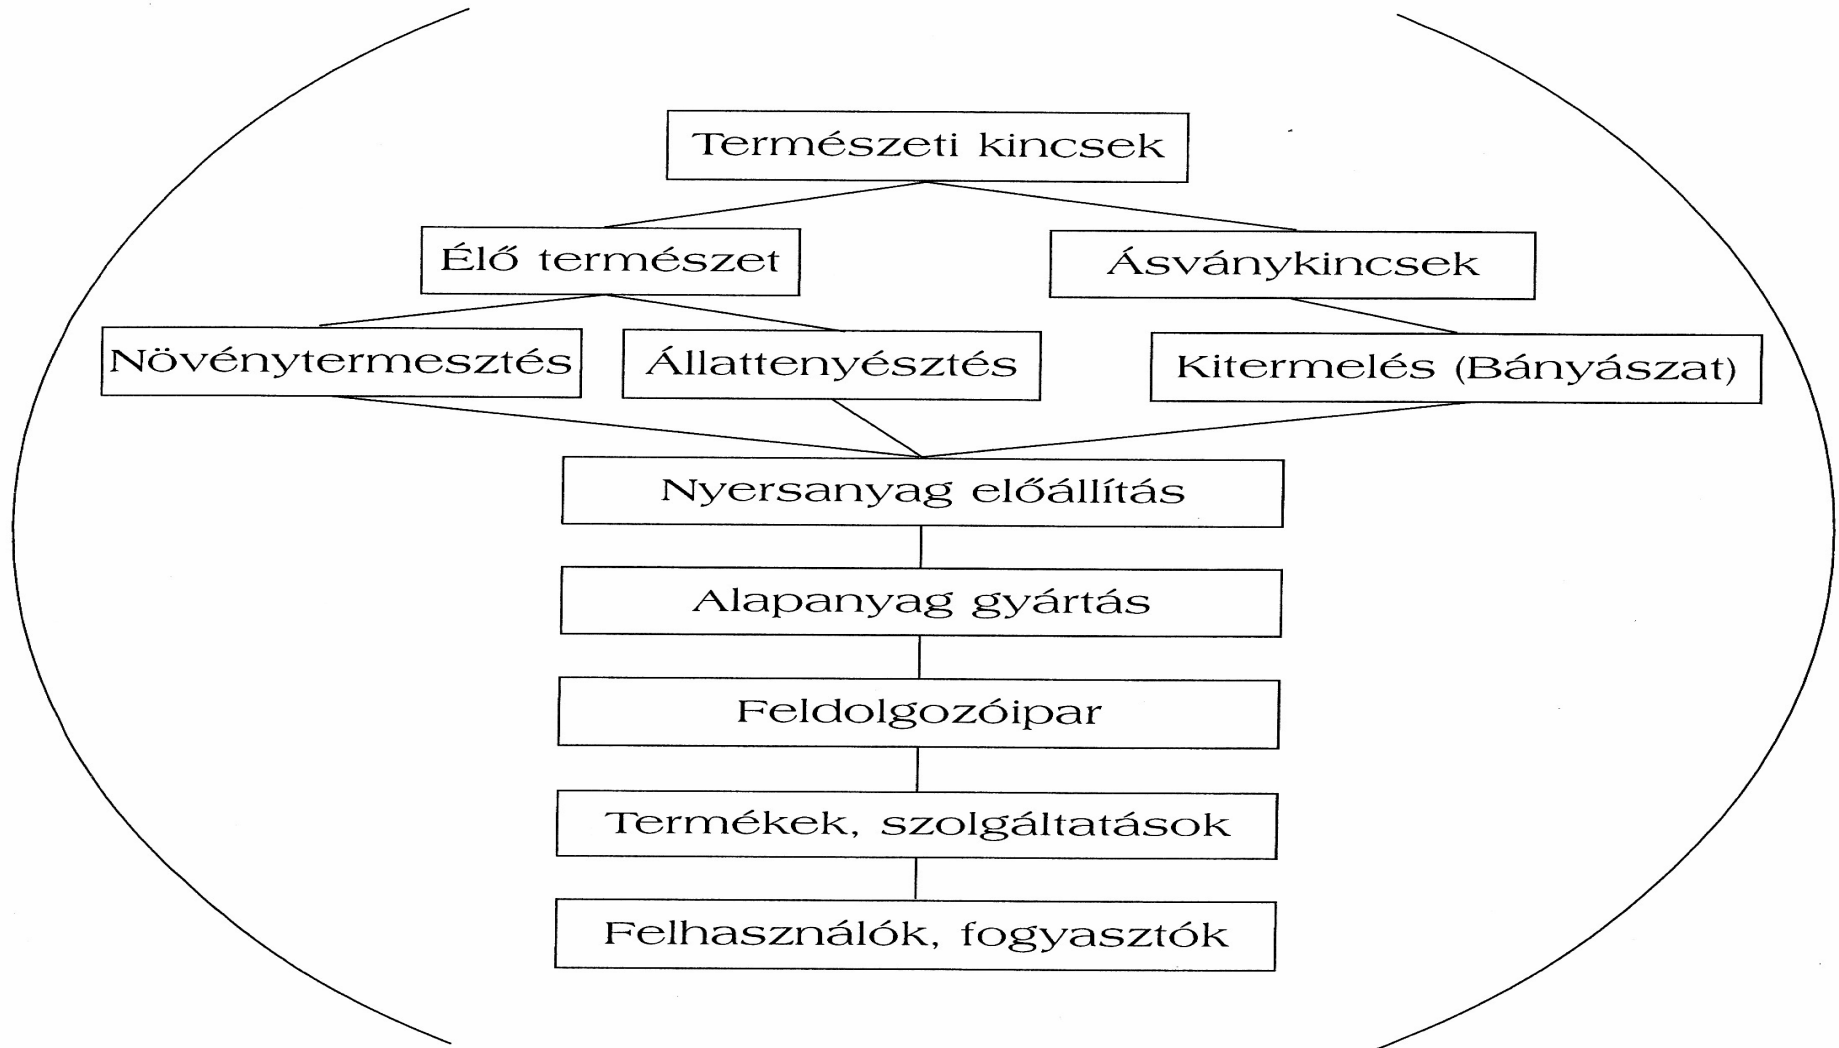 Természeti kincsek
Élő természet
Ásványkincsek
Növénytermesztés
Állattenyésztés
Kitermelés (Bányászat)
Nyersanyag előállítás
Alapanyag gyártás
Feldolgozóipar
Termékek, szolgáltatások
Felhasználók, fogyasztók